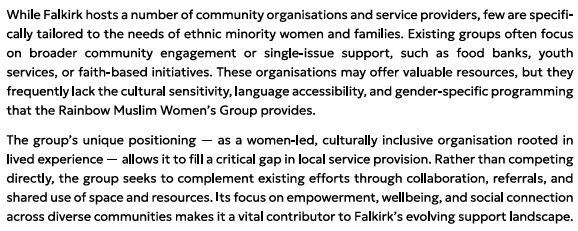 While Falkirk hosts a number of community organisations and service providers, few are specifi-
cally tailored to the needs of ethnic minority women and families. Existing groups often focus
on broader community engagement or single-issue support, such as food banks, youth
services, or faith-based initiatives. These organisations may offer valuable resources, but they
frequently lack the cultural sensitivity, language accessibility, and gender-specific programming
that the Rainbow Muslim Women’s Group provides.
The group’s unique positioning — as a women-led, culturally inclusive organisation rooted in
lived experience — allows it to fill a critical gap in local service provision. Rather than competing
directly, the group seeks to complement existing efforts through collaboration, referrals, and
shared use of space and resources. Its focus on empowerment, wellbeing, and social connection
across diverse communities makes it a vital contributor to Falkirk’s evolving support landscape.